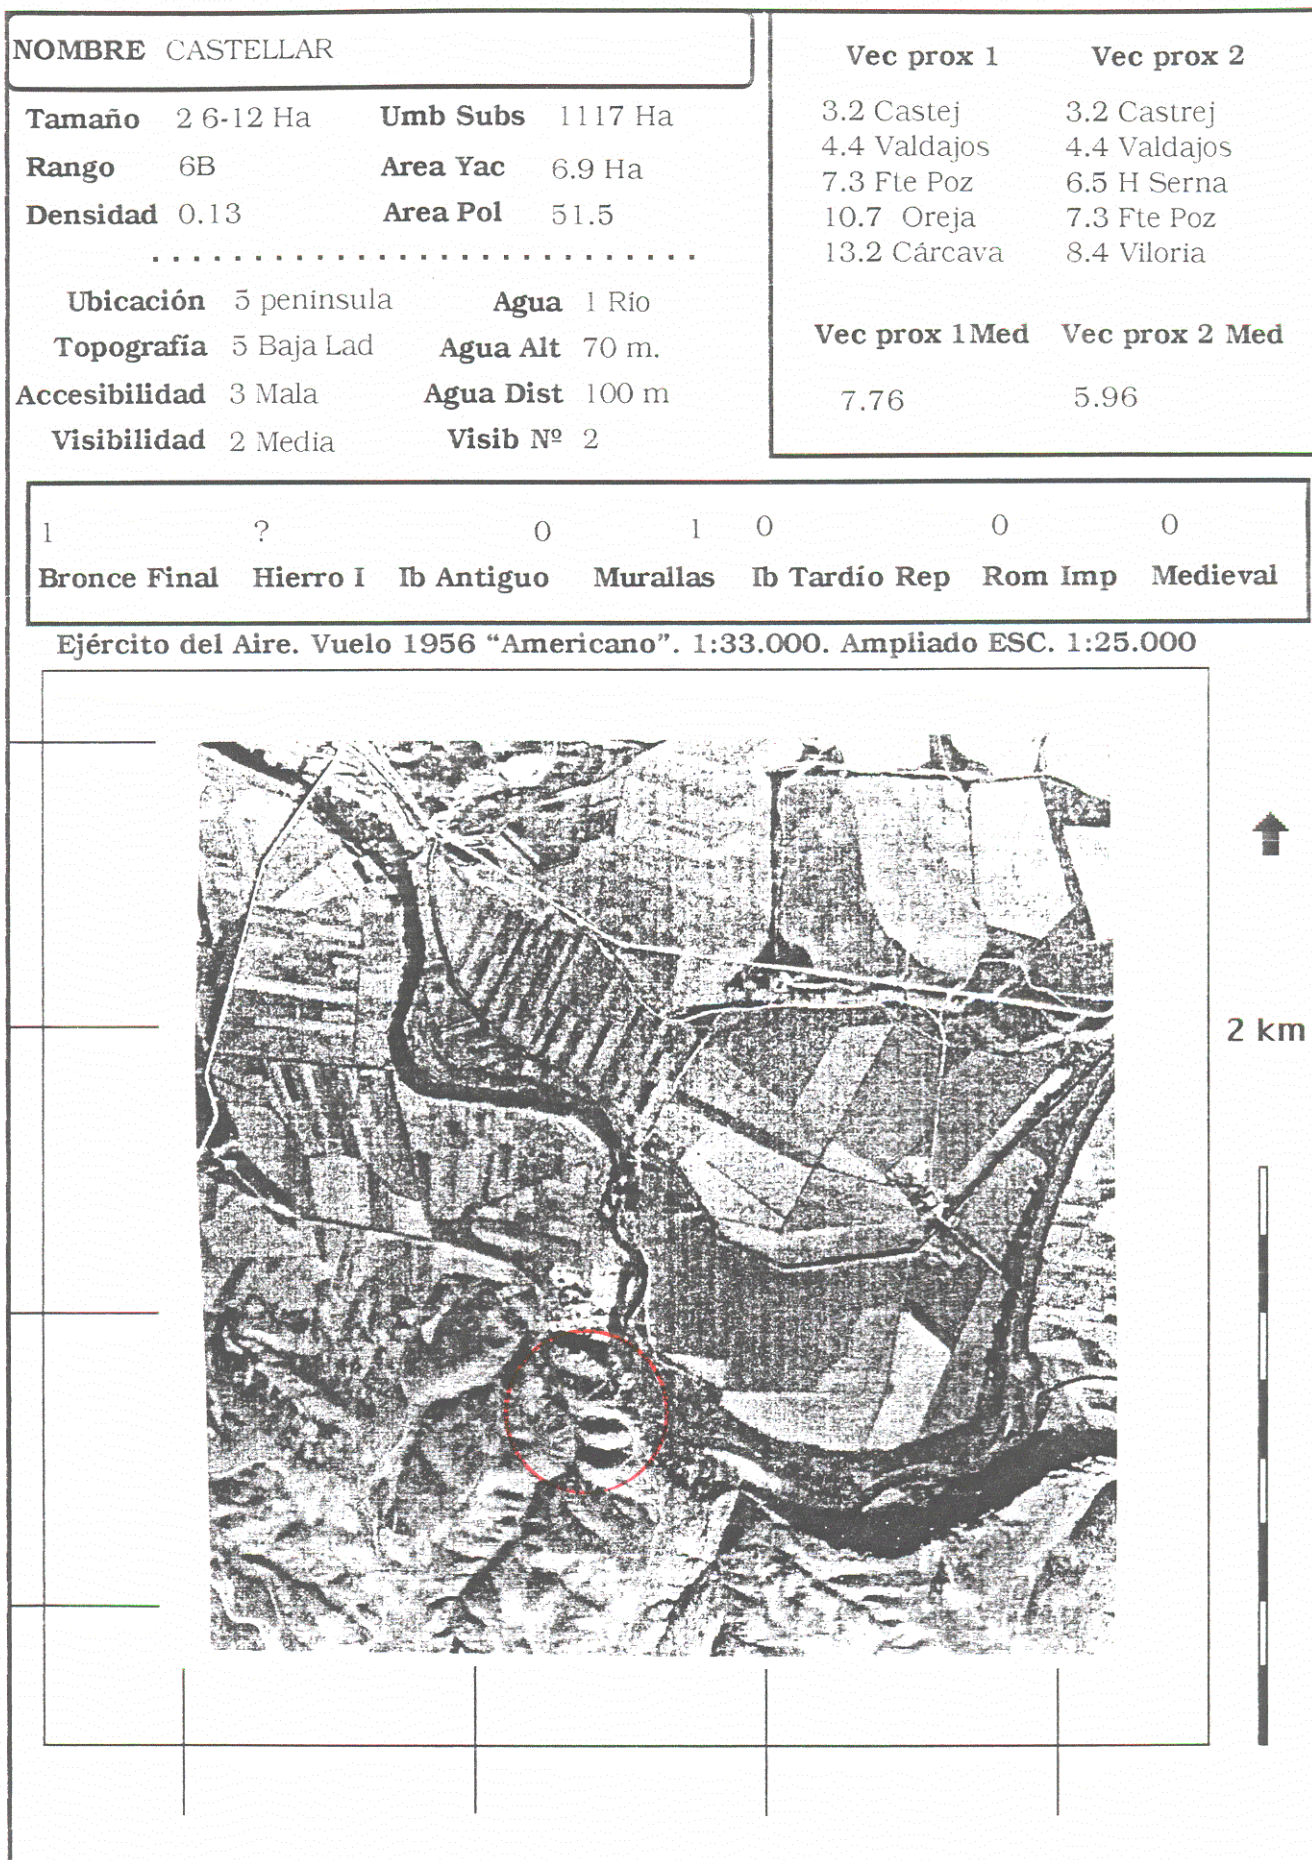 NOMBRE CASTELLAR
Tamaño 2 6-12 Ha Umb Subs 1117 Ha
Rango 6B Area Yac 6.9 Ha
Densidad 0.13 Area Pol 51.5
Ubicación 5 peninsula Agua 1 Río
Topografía 5 Baja Lad Agua Alt 70 m.
Accesibilidad 3 Mala Agua Dist 100 m
Visibilidad 2 Media Visib Nº 2
Vec prox 1 Vec prox 2
3.2 Castej 3.2 Castrej
4.4 Valdajos 4.4 Valdajos
7.3 Fte Poz 6.5 H Serna
10.7 Oreja 7.3 Fte Poz
13.2 Cárcava 8.4 Viloria
Vec prox 1Med Vec prox 2 Med
7.76 5.96
1 ? 0 1 0 0 0
Bronce Final Hierro I Ib Antiguo Murallas Ib Tardío Rep Rom Imp Medieval
Ejército del Aire. Vuelo 1956 “Americano”. 1:33.000. Ampliado ESC. 1:25.000
2 km